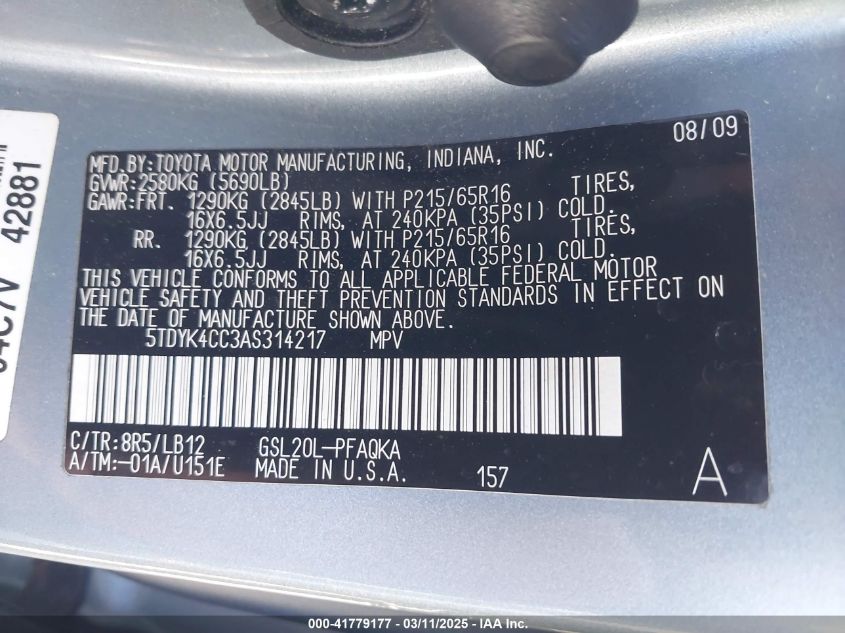 08/09
MFD.BY:TOYOTA MOTOR MANUFACTURING, INDIANA, INC.
GVWR:2580KG (5690LB)
GAWR:FRT. 1290KG (2845LB) WITH P215/65R16 TIRES,
16X6.5JJ RIMS, AT 240KPA (35PSI) COLD.
RR. 1290KG (2845LB) WITH P215/65R16 TIRES,
16X6.5JJ RIMS, AT 240KPA (35PSI) COLD.
THIS VEHICLE CONFORMS TO ALL APPLICABLE FEDERAL MOTOR
VEHICLE SAFETY AND THEFT PREVENTION STANDARDS IN EFFECT ON
THE DATE OF MANUFACTURE SHOWN ABOVE.
5TDYK4CC3AS314217 MPV
C/TR:8R5/LB12 GSL20L-PFAQKA
A/TM:-01A/U151E MADE IN U.S.A. 157 A
42881
000-41779177 - 03/11/2025 - IAA Inc.